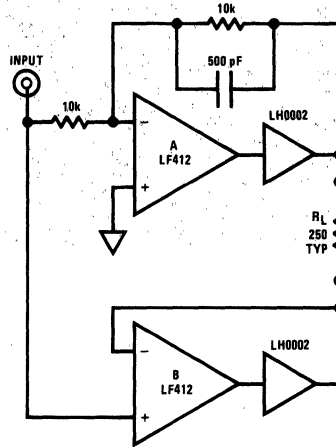 10k
INPUT
500 pF
10k
LH0002
−
A
LF412
+
RL
250
TYP
LH0002
−
B
LF412
+